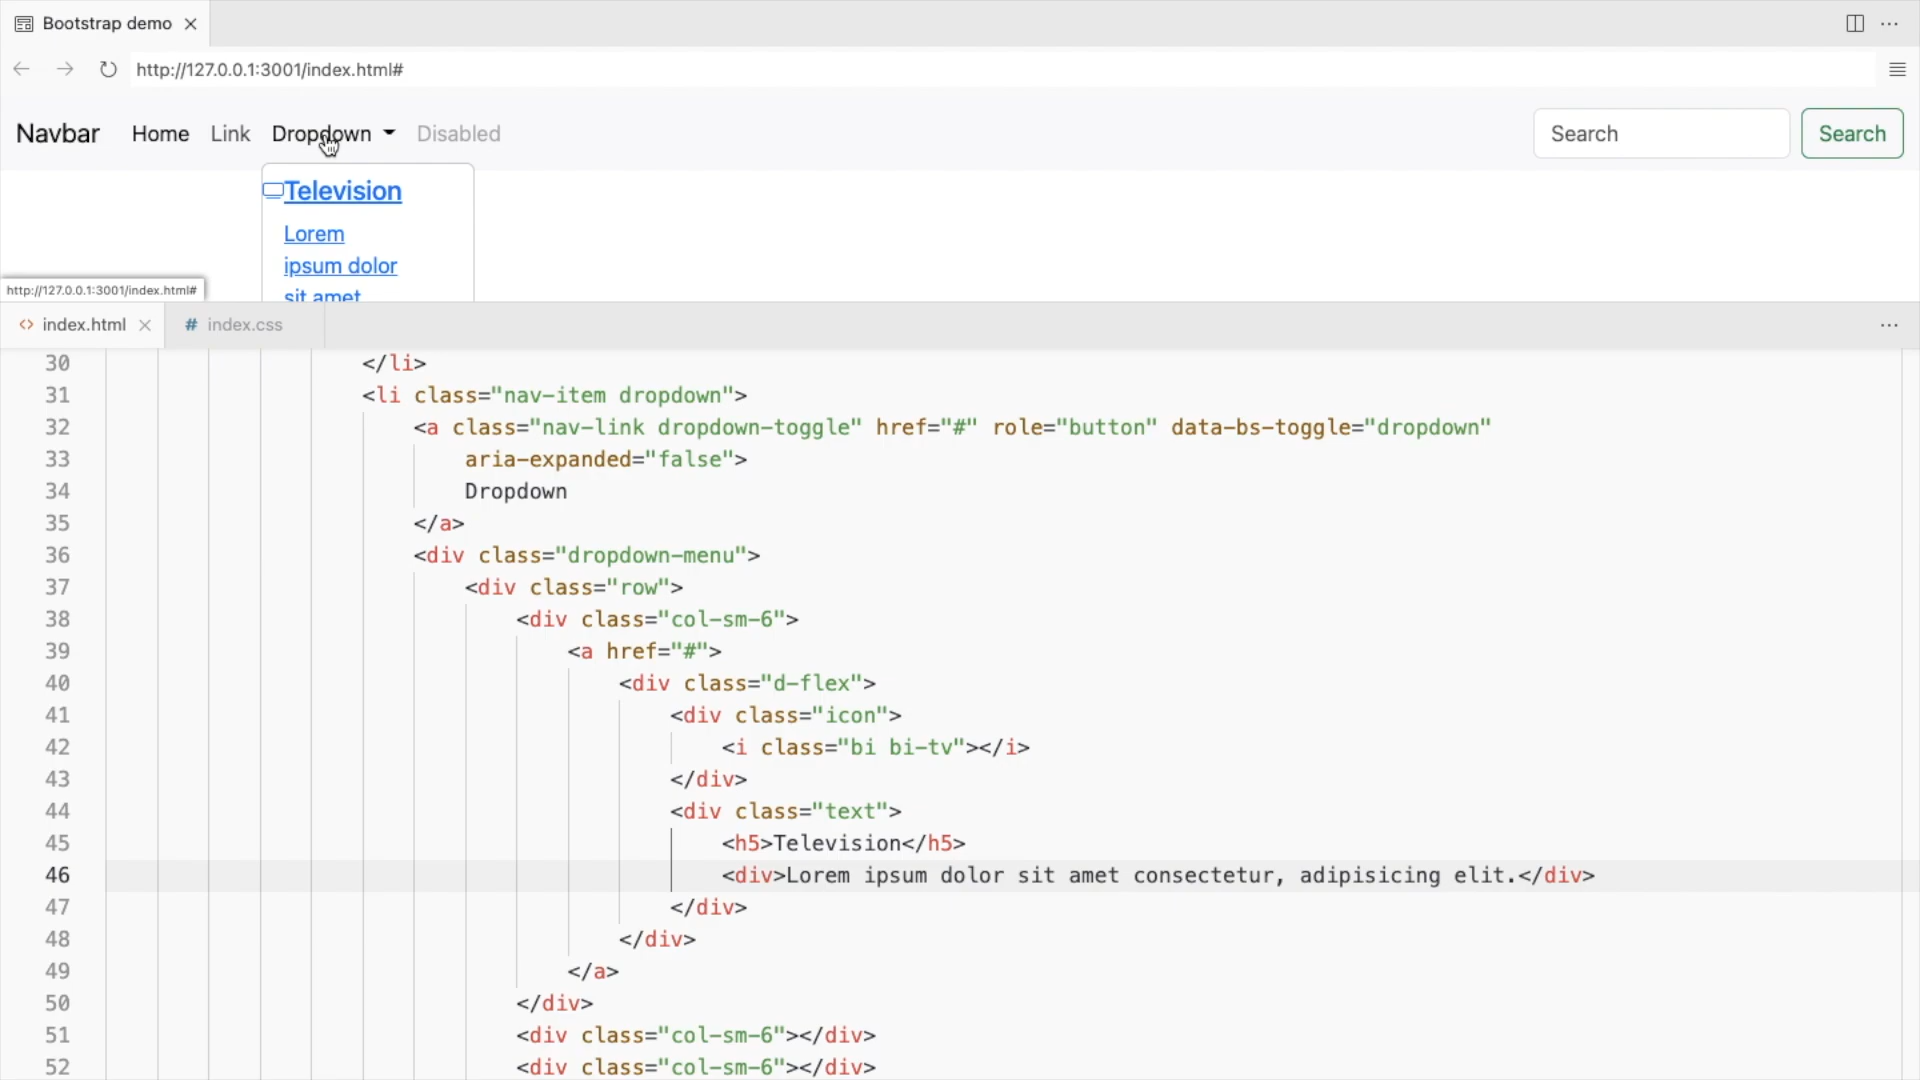 Bootstrap demo
http://127.0.0.1:3001/index.html#
Navbar Home Link Dropdown Disabled Search Search
Television
Lorem
ipsum dolor
sit amet
http://127.0.0.1:3001/index.html#
index.html # index.css
30 </li>
31 <li class="nav-item dropdown">
32 <a class="nav-link dropdown-toggle" href="#" role="button" data-bs-toggle="dropdown"
33 aria-expanded="false">
34 Dropdown
35 </a>
36 <div class="dropdown-menu">
37 <div class="row">
38 <div class="col-sm-6">
39 <a href="#">
40 <div class="d-flex">
41 <div class="icon">
42 <i class="bi bi-tv"></i>
43 </div>
44 <div class="text">
45 <h5>Television</h5>
46 <div>Lorem ipsum dolor sit amet consectetur, adipisicing elit.</div>
47 </div>
48 </div>
49 </a>
50 </div>
51 <div class="col-sm-6"></div>
52 <div class="col-sm-6"></div>